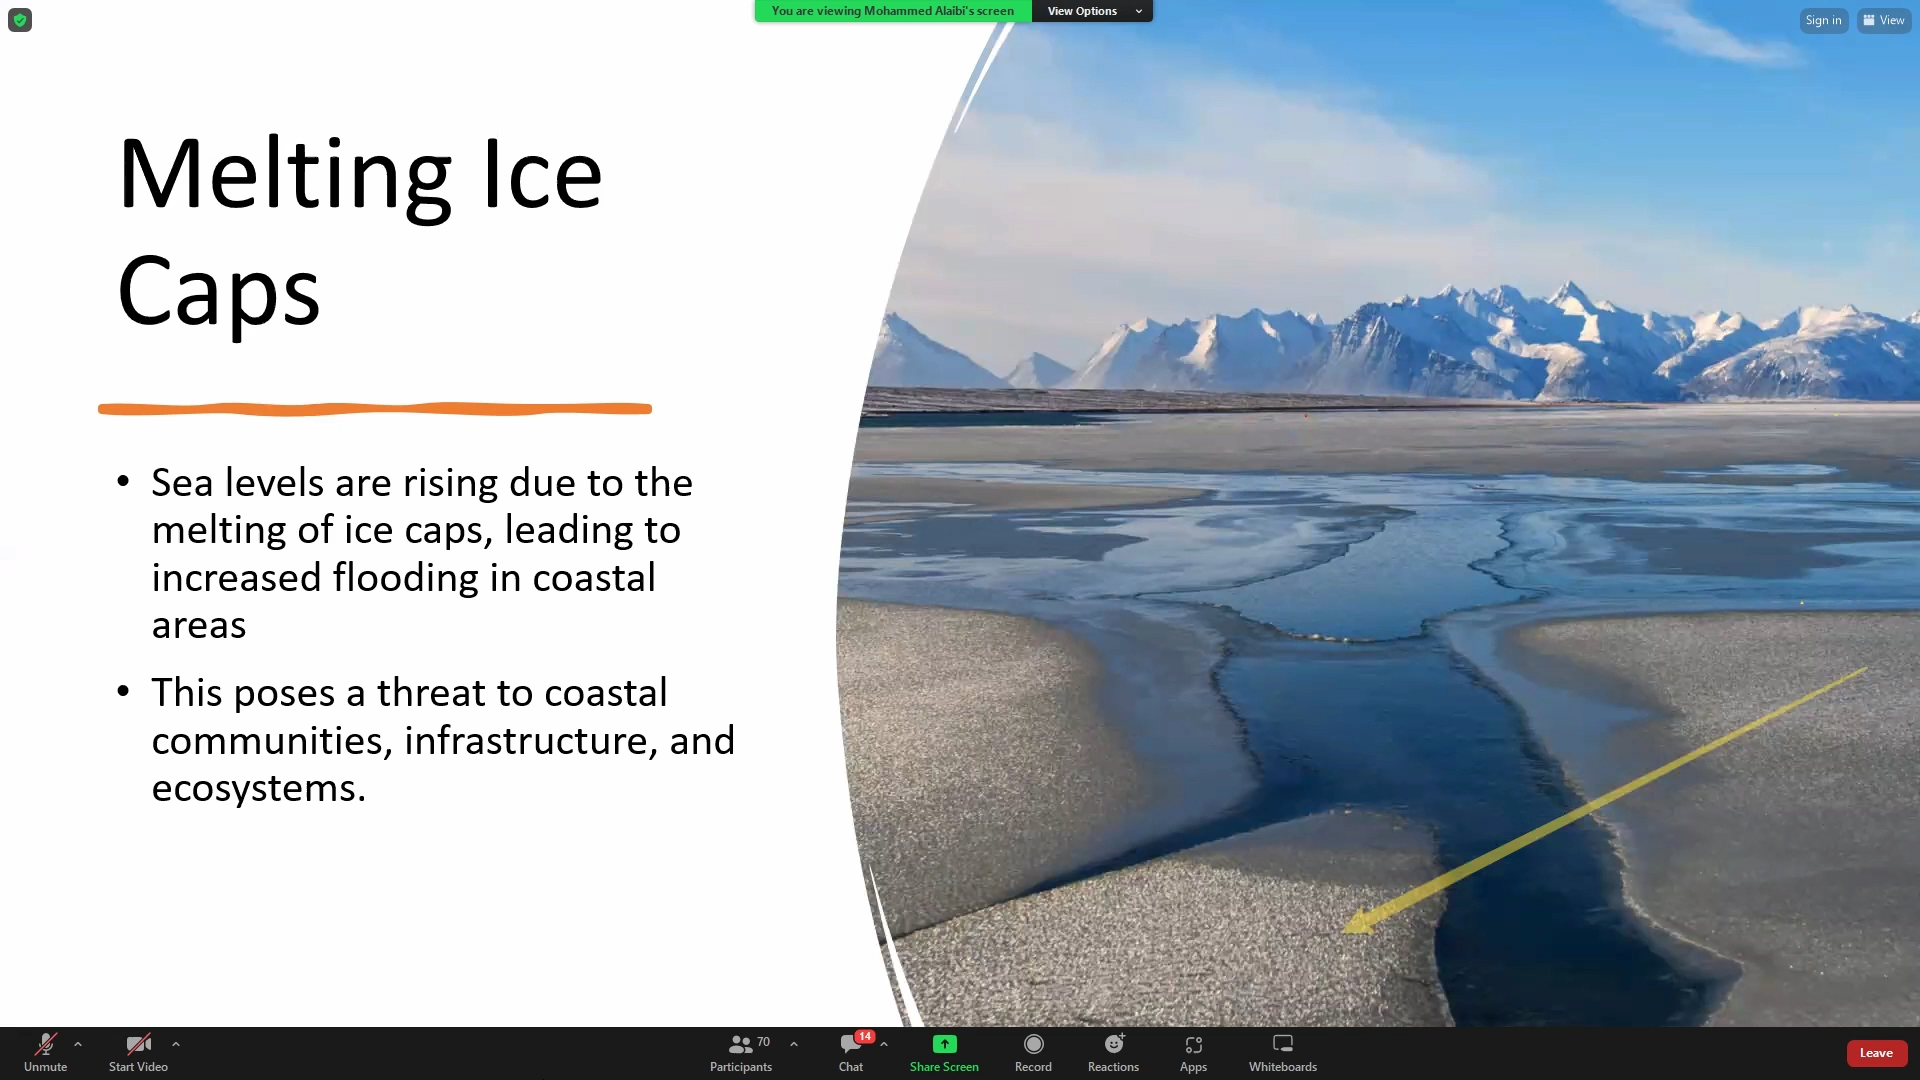 You are viewing Mohammed Alaibi's screen
View Options
Sign in
View
Melting Ice
Caps
• Sea levels are rising due to the
melting of ice caps, leading to
increased flooding in coastal
areas
• This poses a threat to coastal
communities, infrastructure, and
ecosystems.
Unmute
Start Video
70
Participants
14
Chat
Share Screen
Record
Reactions
Apps
Whiteboards
Leave